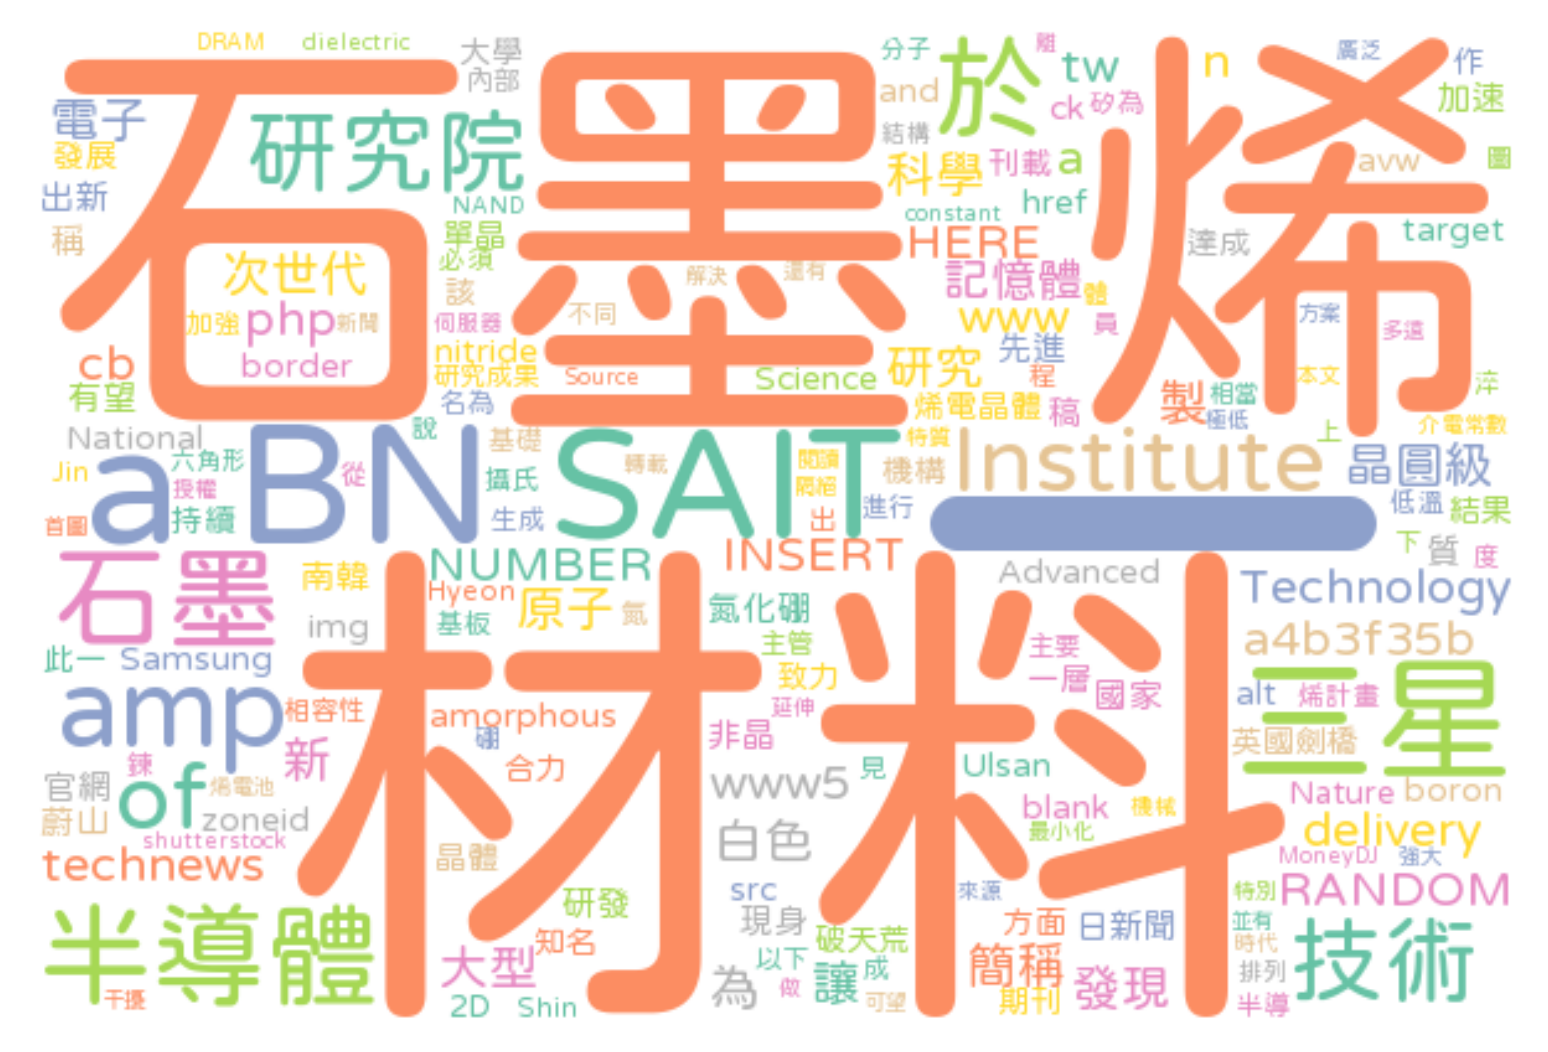 石墨烯
材料
DRAM
dielectric
大學
內部
分子
離
於
tw
n
廣泛
作
加速
電子
發展
出新
稱
研究院
NAND
and
結構
ck
矽為
科學
刊載
a
avw
圖
constant
href
HERE
達成
target
單晶
必須
該
次世代
加強
php
新聞
border
伺服器
nitride
研究成果
不同
解決
還有
記憶體
體
www
員
先進
方案
多遠
cb
有望
名為
Source
Science
研究
程
製
相當
極低
本文
淬
烯電晶體
稿
National
說
基礎
特質
上
介電常數
Jin
六角形
授權
從
aBN
攝氏
生成
SAIT
轉載
閱讀
隔絕
出
進行
機構
Institute
晶圓級
低溫
結果
首圖
持續
石墨
南韓
NUMBER
INSERT
Advanced
下
質
度
Technology
Hyeon
原子
氮
氮化硼
img
基板
主管
此一
Samsung
致力
主要
一層
國家
a4b3f35b
alt
烯計畫
三星
amp
相容性
amorphous
硼
延伸
非晶
英國劍橋
鍊
新
合力
www5
見
Ulsan
Nature
boron
官網
of
烯電池
蔚山
zoneid
shutterstock
technews
晶體
白色
blank
機械
最小化
delivery
MoneyDJ
強大
半導體
干擾
研發
知名
大型
2D
Shin
src
現身
破天荒
以下
為
做
讓
成
可望
來源
方面
日新聞
簡稱
期刊
發現
特別
RANDOM
並有
時代
排列
半導
技術